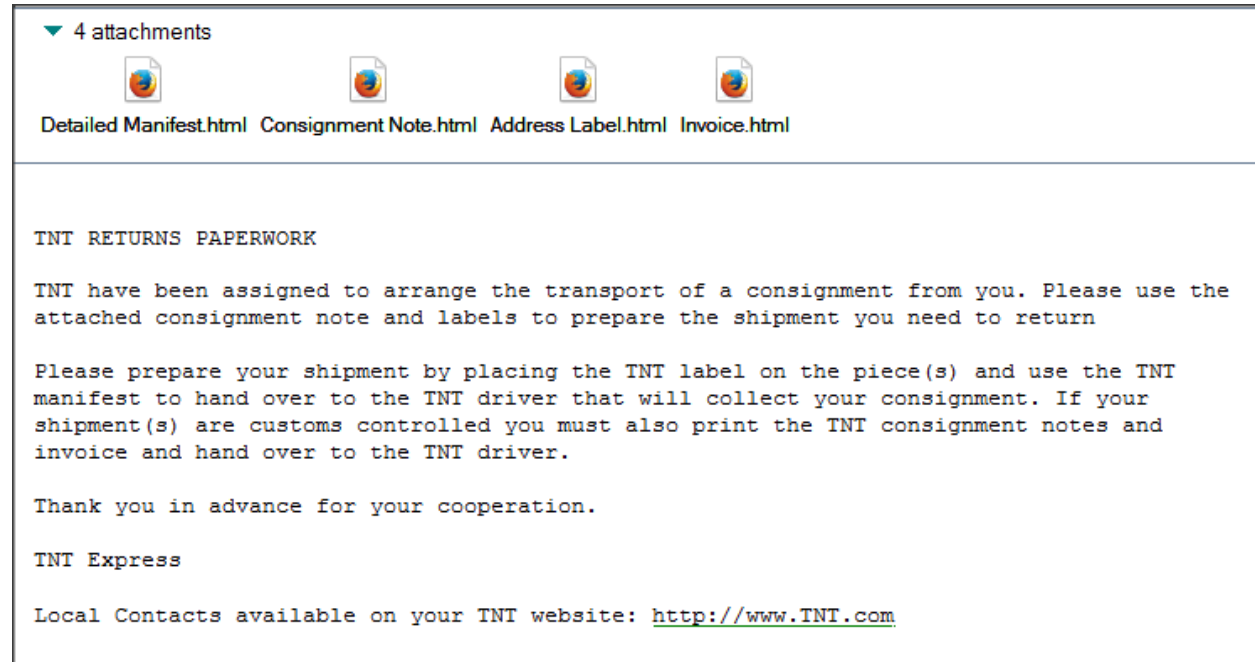 4 attachments
Detailed Manifest.html Consignment Note.html Address Label.html Invoice.html
TNT RETURNS PAPERWORK
TNT have been assigned to arrange the transport of a consignment from you. Please use the
attached consignment note and labels to prepare the shipment you need to return
Please prepare your shipment by placing the TNT label on the piece(s) and use the TNT
manifest to hand over to the TNT driver that will collect your consignment. If your
shipment(s) are customs controlled you must also print the TNT consignment notes and
invoice and hand over to the TNT driver.
Thank you in advance for your cooperation.
TNT Express
Local Contacts available on your TNT website: http://www.TNT.com